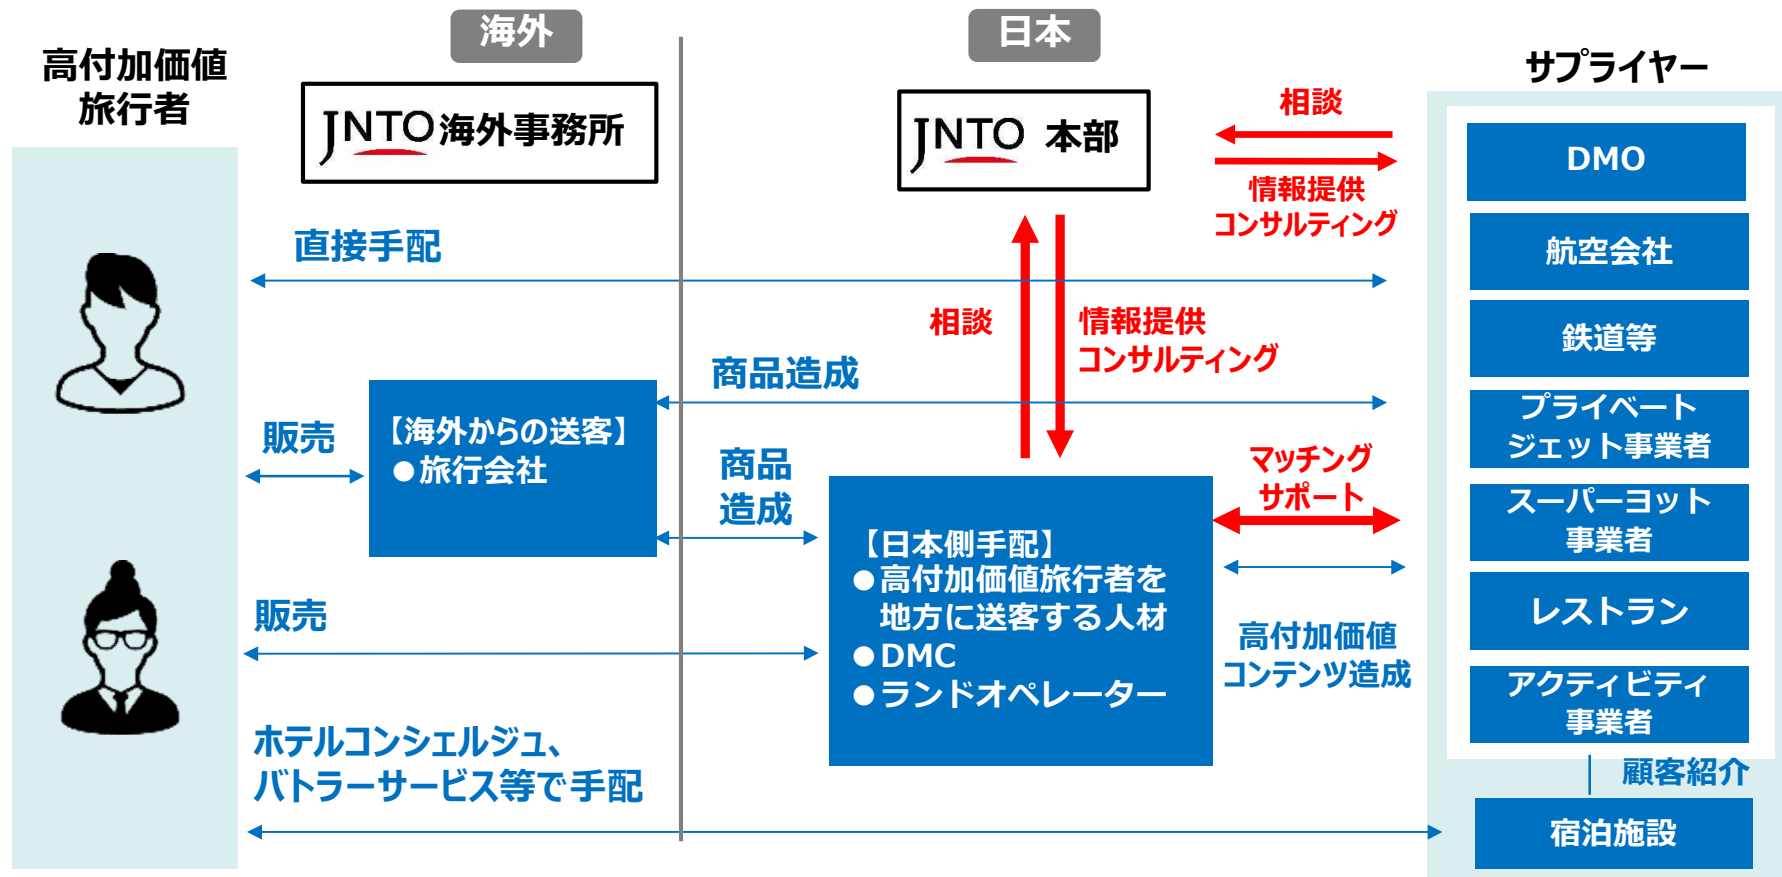 海外
日本
高付加価値
旅行者
サプライヤー
JNTO 海外事務所
JNTO 本部
相談
情報提供
コンサルティング
DMO
航空会社
鉄道等
プライベート
ジェット事業者
スーパーヨット
事業者
レストラン
アクティビティ
事業者
顧客紹介
宿泊施設
直接手配
相談
情報提供
コンサルティング
商品造成
販売
【海外からの送客】
●旅行会社
商品
造成
マッチング
サポート
【日本側手配】
●高付加価値旅行者を
地方に送客する人材
●DMC
●ランドオペレーター
販売
高付加価値
コンテンツ造成
ホテルコンシェルジュ、
バトラーサービス等で手配